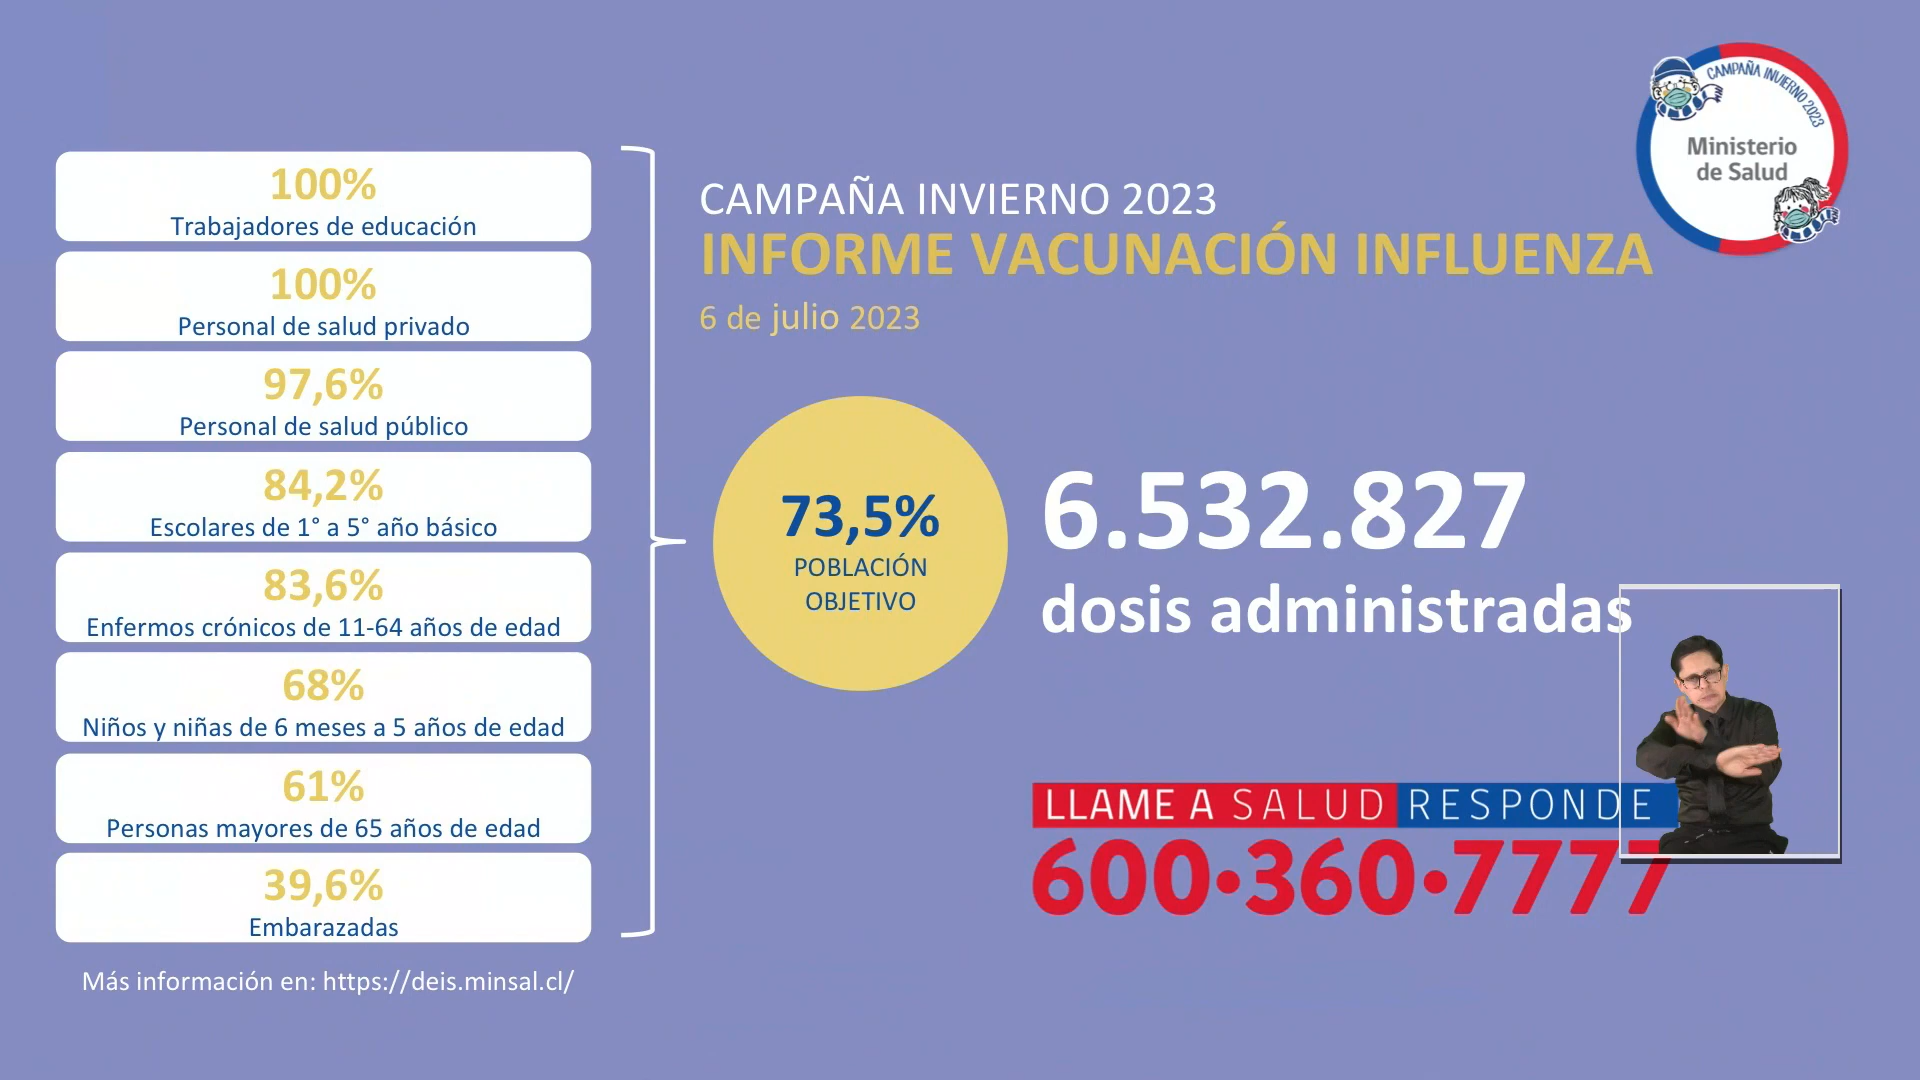 100%
Trabajadores de educación
100%
Personal de salud privado
97,6%
Personal de salud público
84,2%
Escolares de 1° a 5° año básico
83,6%
Enfermos crónicos de 11-64 años de edad
68%
Niños y niñas de 6 meses a 5 años de edad
61%
Personas mayores de 65 años de edad
39,6%
Embarazadas
Más información en: https://deis.minsal.cl/
CAMPAÑA INVIERNO 2023
INFORME VACUNACIÓN INFLUENZA
6 de julio 2023
73,5%
POBLACIÓN
OBJETIVO
6.532.827
dosis administradas
LLAME A SALUD RESPONDE
600•360•7777
CAMPAÑA INVIERNO 2023
Ministerio
de Salud